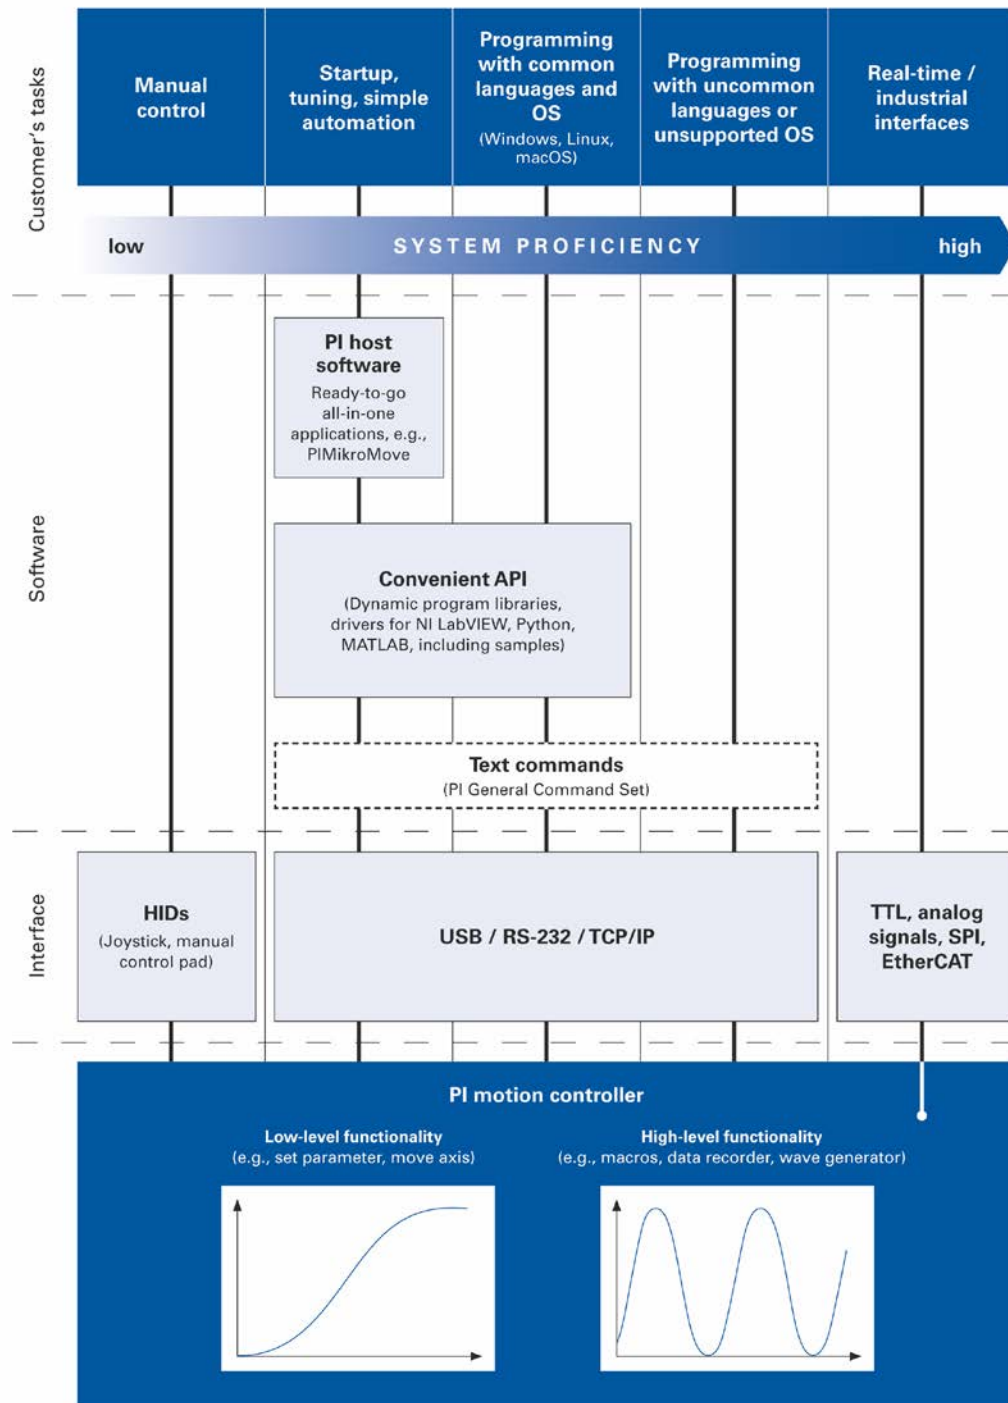 Customer's tasks
Manual
control
Startup,
tuning, simple
automation
Programming
with common
languages and
OS
(Windows, Linux,
macOS)
Programming
with uncommon
languages or
unsupported OS
Real-time /
industrial
interfaces
low
SYSTEM PROFICIENCY
high
Software
PI host
software
Ready-to-go
all-in-one
applications, e.g.,
PIMikroMove
Convenient API
(Dynamic program libraries,
drivers for NI LabVIEW, Python,
MATLAB, including samples)
Text commands
(PI General Command Set)
Interface
HIDs
(Joystick, manual
control pad)
USB / RS-232 / TCP/IP
TTL, analog
signals, SPI,
EtherCAT
PI motion controller
Low-level functionality
(e.g., set parameter, move axis)
High-level functionality
(e.g., macros, data recorder, wave generator)